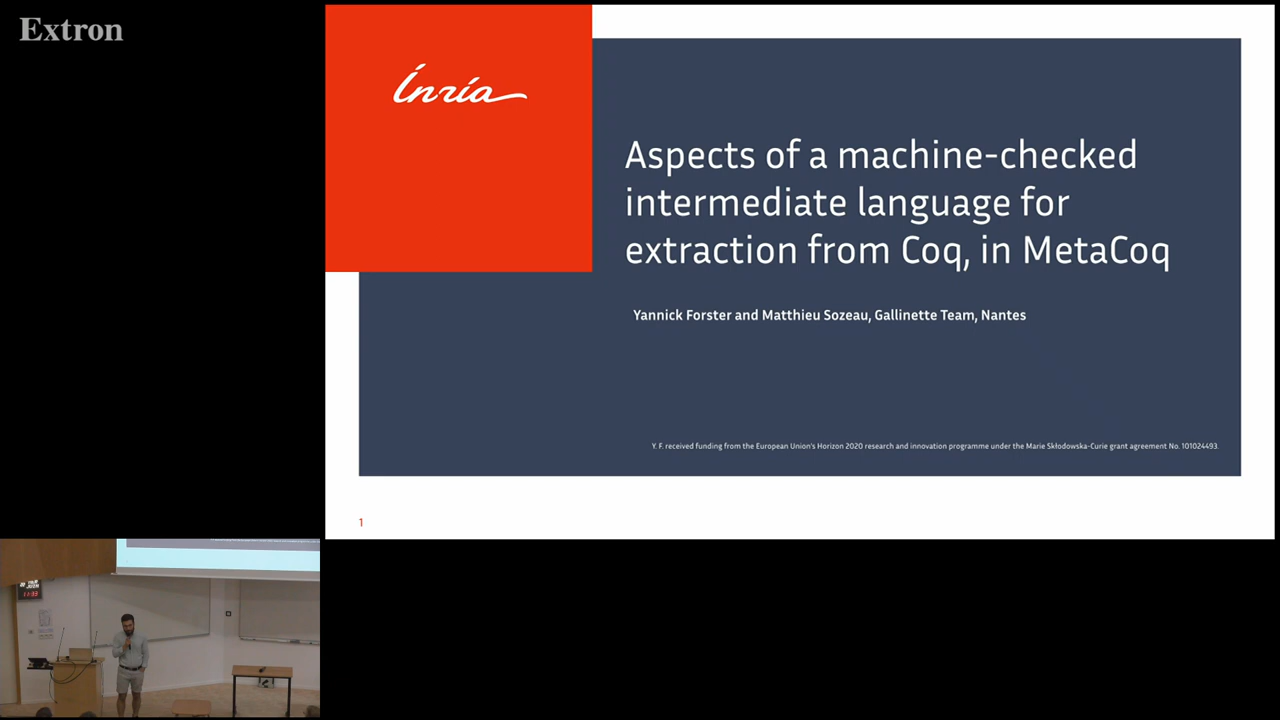 Extron
Inria
Aspects of a machine-checked
intermediate language for
extraction from Coq, in MetaCoq
Yannick Forster and Matthieu Sozeau, Gallinette Team, Nantes
Y. F. received funding from the European Union's Horizon 2020 research and innovation programme under the Marie Skłodowska-Curie grant agreement No. 101024493.
1